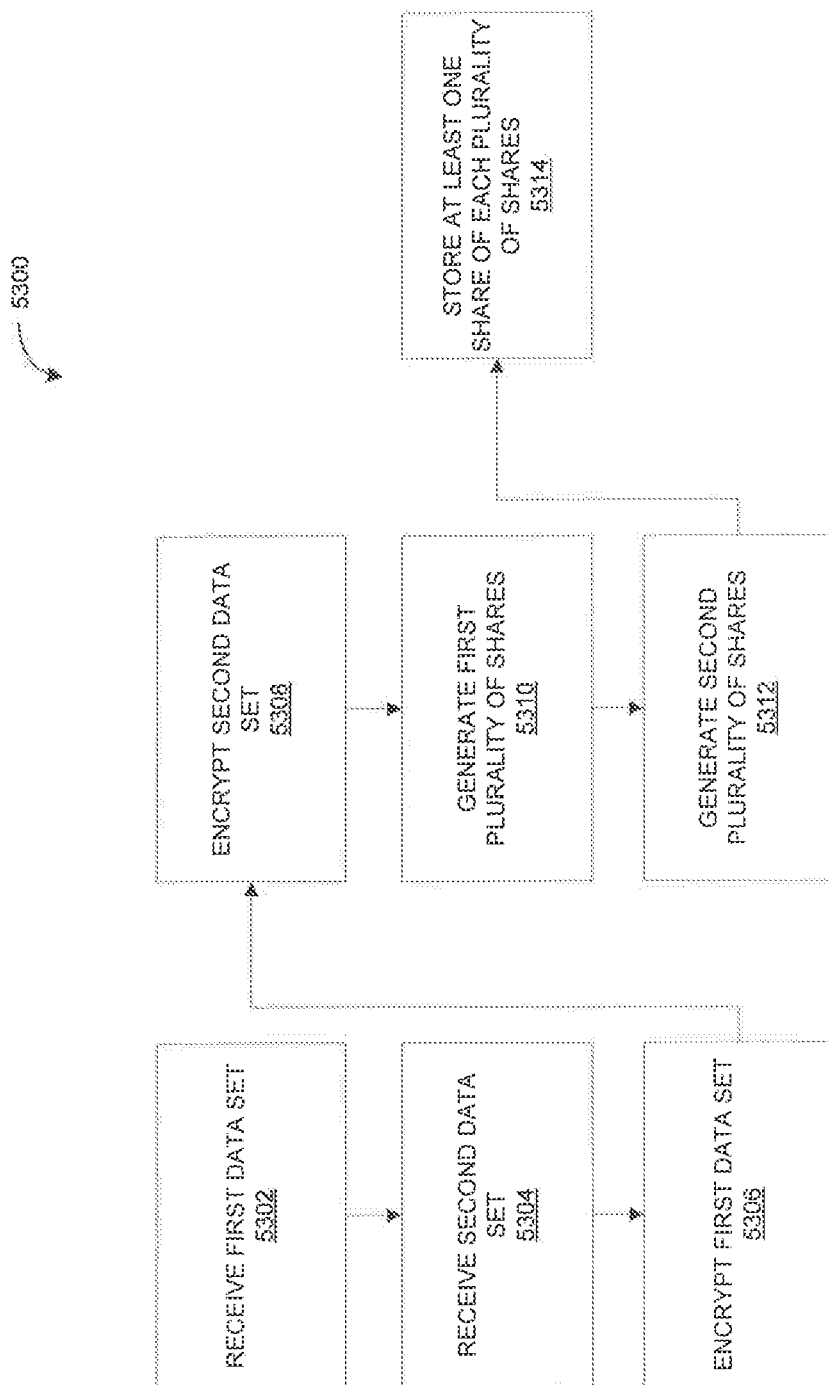 5300
RECEIVE FIRST DATA SET
5302
RECEIVE SECOND DATA
SET
5304
ENCRYPT FIRST DATA SET
5306
ENCRYPT SECOND DATA
SET
5308
GENERATE FIRST
PLURALITY OF SHARES
5310
GENERATE SECOND
PLURALITY OF SHARES
5312
STORE AT LEAST ONE
SHARE OF EACH PLURALITY
OF SHARES
5314